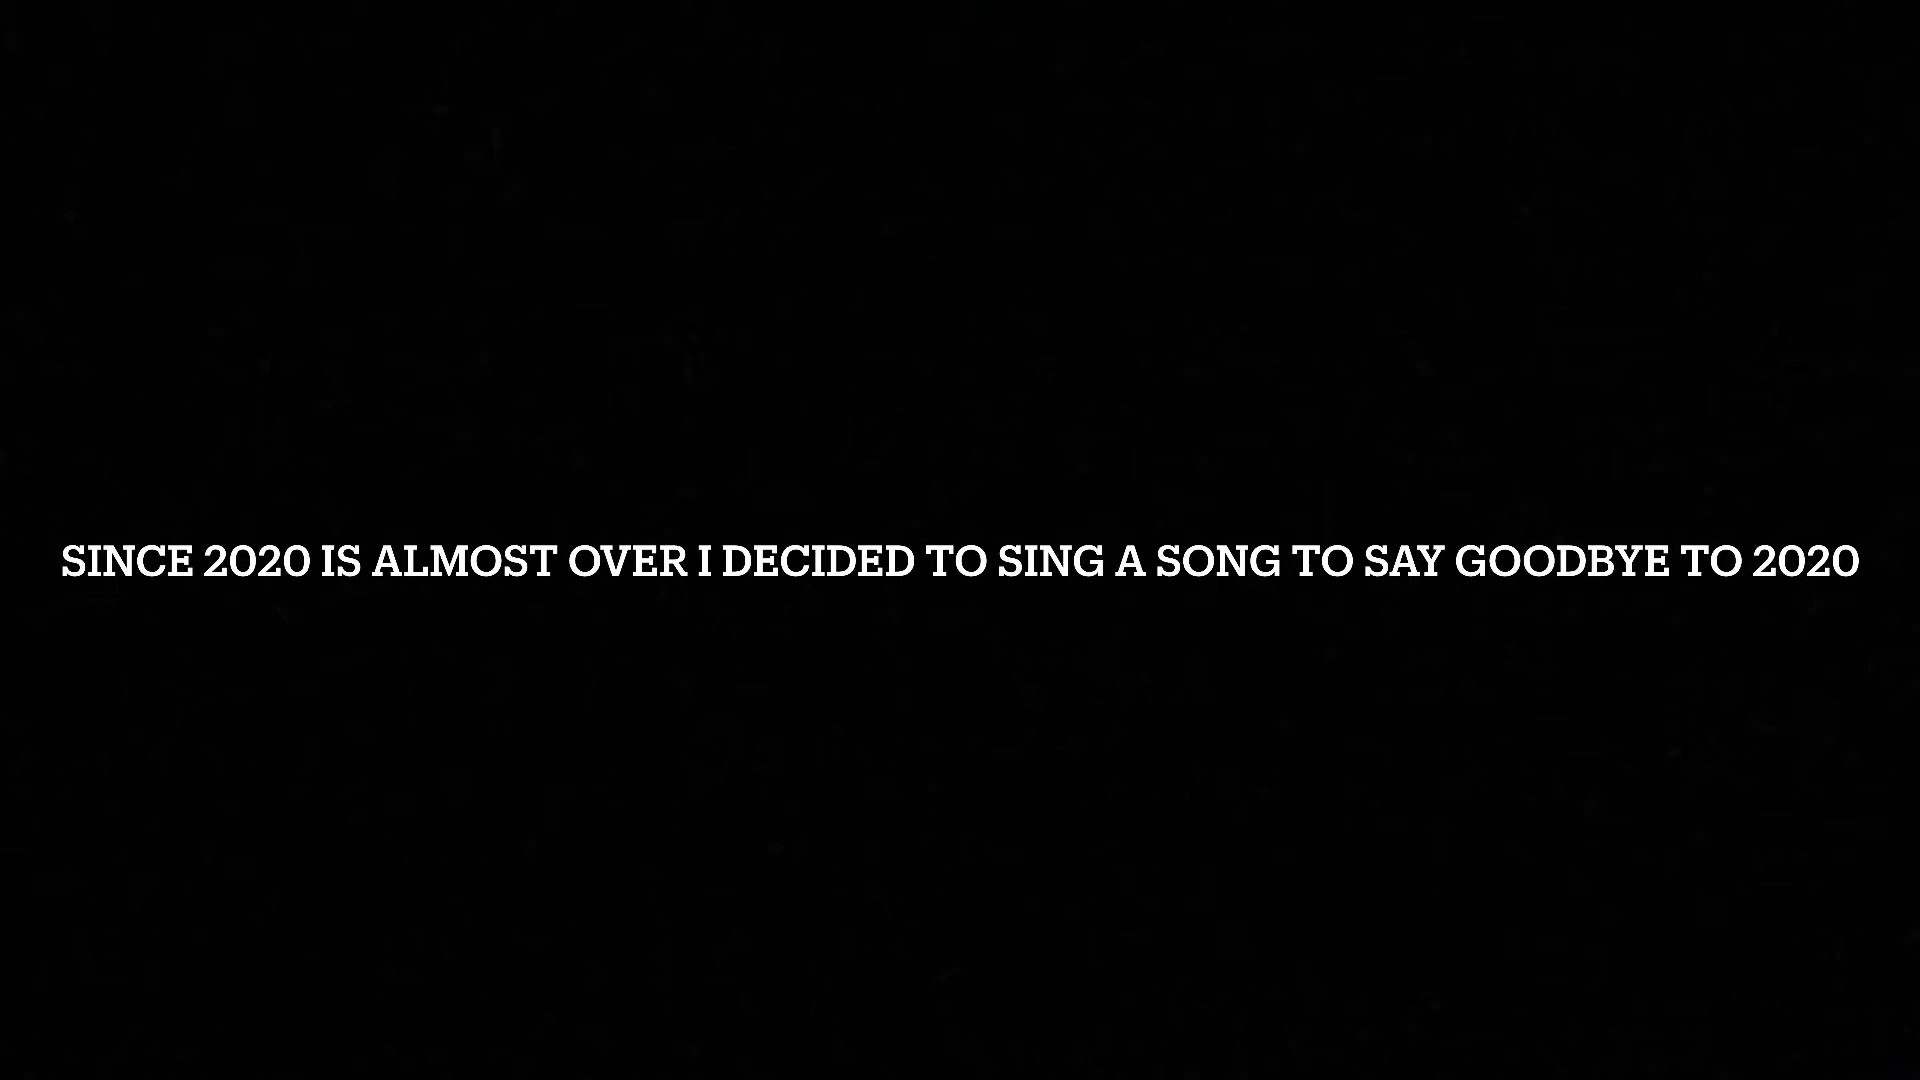 SINCE 2020 IS ALMOST OVER I DECIDED TO SING A SONG TO SAY GOODBYE TO 2020